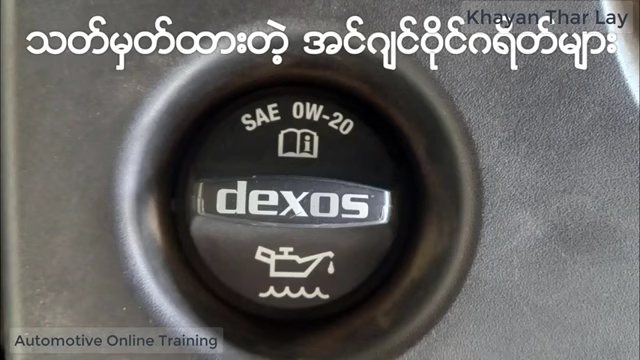 Khayan Thar Lay
သတ်မှတ်ထားတဲ့ အင်ဂျင်ဝိုင်ဂရိတ်များ
SAE 0W-20
dexos
Automotive Online Training